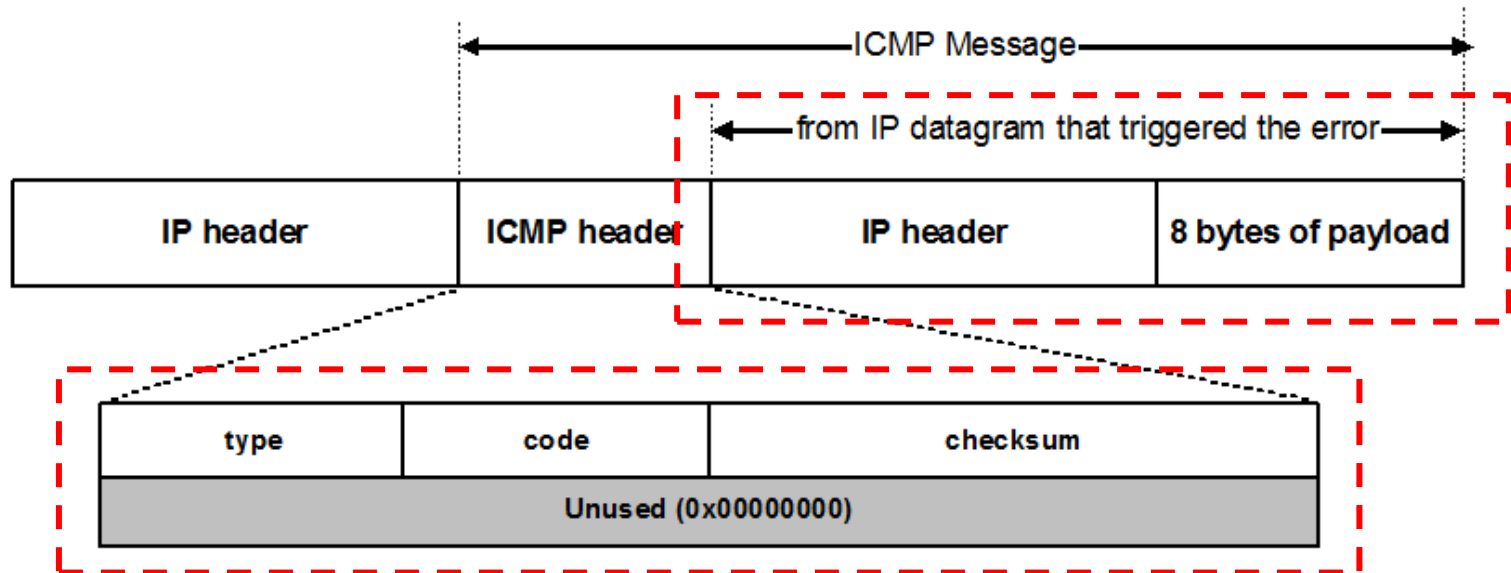 ICMP Message
from IP datagram that triggered the error
IP header
ICMP header
IP header
8 bytes of payload
type
code
checksum
Unused (0x00000000)